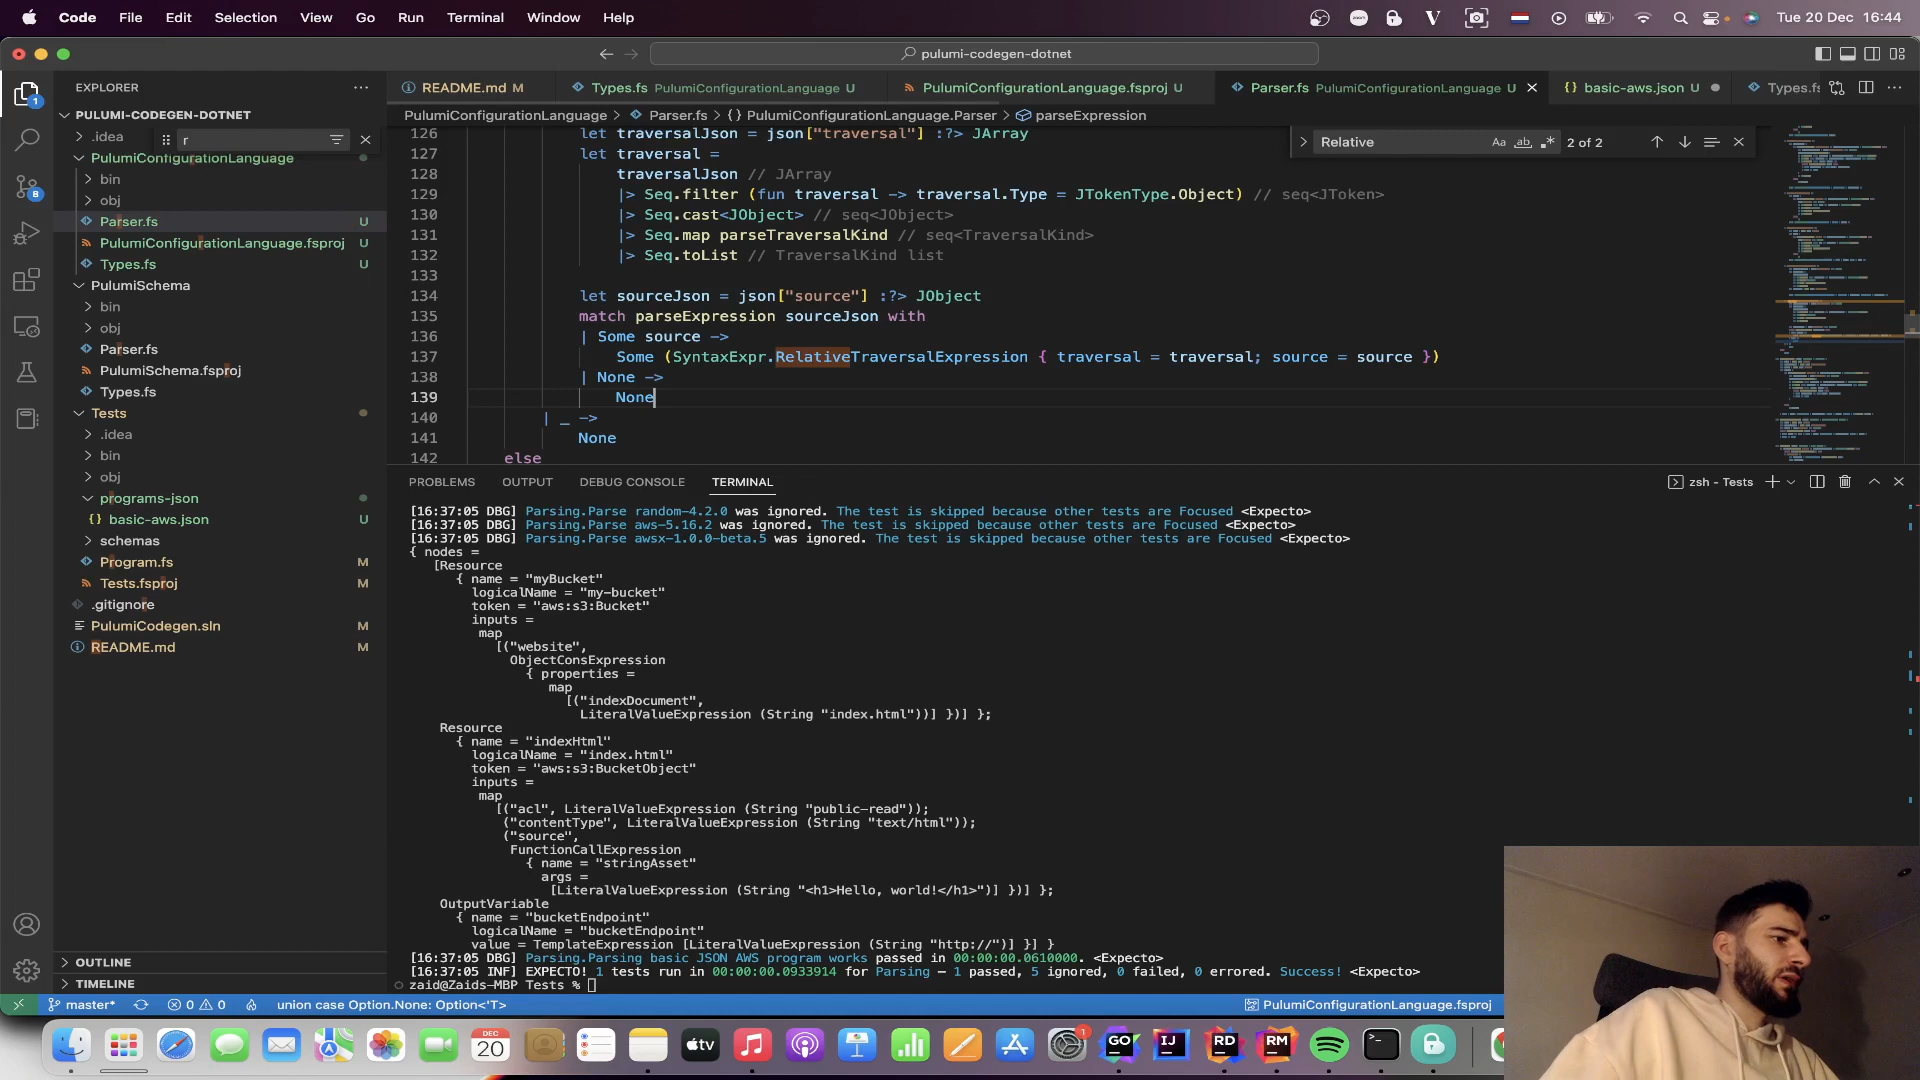 Code File Edit Selection View Go Run Terminal Window Help
Tue 20 Dec 16:44
pulumi-codegen-dotnet
EXPLORER
README.md M
Types.fs PulumiConfigurationLanguage U
PulumiConfigurationLanguage.fsproj U
Parser.fs PulumiConfigurationLanguage U
basic-aws.json U
Types.fs
PULUMI-CODEGEN-DOTNET
.idea
r
PulumiConfigurationLanguage
bin
obj
Parser.fs U
PulumiConfigurationLanguage.fsproj U
Types.fs U
PulumiSchema
bin
obj
Parser.fs
PulumiSchema.fsproj
Types.fs
Tests
.idea
bin
obj
programs-json
basic-aws.json U
schemas
Program.fs M
Tests.fsproj M
.gitignore
PulumiCodegen.sln M
README.md M
OUTLINE
TIMELINE
PulumiConfigurationLanguage > Parser.fs > {} PulumiConfigurationLanguage.Parser > parseExpression
Relative Aa ab 2 of 2
126 let traversalJson = json["traversal"] :?> JArray
127 let traversal =
128 traversalJson // JArray
129 |> Seq.filter (fun traversal -> traversal.Type = JTokenType.Object) // seq<JToken>
130 |> Seq.cast<JObject> // seq<JObject>
131 |> Seq.map parseTraversalKind // seq<TraversalKind>
132 |> Seq.toList // TraversalKind list
133
134 let sourceJson = json["source"] :?> JObject
135 match parseExpression sourceJson with
136 | Some source ->
137 Some (SyntaxExpr.RelativeTraversalExpression { traversal = traversal; source = source })
138 | None ->
139 None
140 | _ ->
141 None
142 else
PROBLEMS OUTPUT DEBUG CONSOLE TERMINAL
zsh - Tests
[16:37:05 DBG] Parsing.Parse random-4.2.0 was ignored. The test is skipped because other tests are Focused <Expecto>
[16:37:05 DBG] Parsing.Parse aws-5.16.2 was ignored. The test is skipped because other tests are Focused <Expecto>
[16:37:05 DBG] Parsing.Parse awsx-1.0.0-beta.5 was ignored. The test is skipped because other tests are Focused <Expecto>
{ nodes =
[Resource
{ name = "myBucket"
logicalName = "my-bucket"
token = "aws:s3:Bucket"
inputs =
map
[("website",
ObjectConsExpression
{ properties =
map
[("indexDocument",
LiteralValueExpression (String "index.html"))] })] };
Resource
{ name = "indexHtml"
logicalName = "index.html"
token = "aws:s3:BucketObject"
inputs =
map
[("acl", LiteralValueExpression (String "public-read"));
("contentType", LiteralValueExpression (String "text/html"));
("source",
FunctionCallExpression
{ name = "stringAsset"
args =
[LiteralValueExpression (String "<h1>Hello, world!</h1>")] })] };
OutputVariable
{ name = "bucketEndpoint"
logicalName = "bucketEndpoint"
value = TemplateExpression [LiteralValueExpression (String "http://")] }] }
[16:37:05 DBG] Parsing.Parsing basic JSON AWS program works passed in 00:00:00.0610000. <Expecto>
[16:37:05 INF] EXPECTO! 1 tests run in 00:00:00.0933914 for Parsing – 1 passed, 5 ignored, 0 failed, 0 errored. Success! <Expecto>
zaid@Zaids-MBP Tests %
master* 0 0 union case Option.None: Option<'T>
PulumiConfigurationLanguage.fsproj
DEC
20
tv
1
GO
IJ
RD
RM